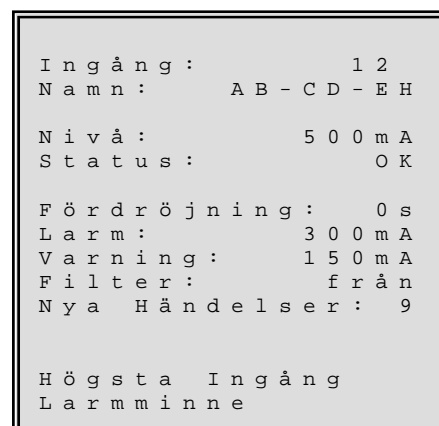 Ingång: 12
Namn: AB-CD-EH
Nivå: 500mA
Status: OK
Fördröjning: 0s
Larm: 300mA
Varning: 150mA
Filter: från
Nya Händelser: 9
Högsta Ingång
Larmminne